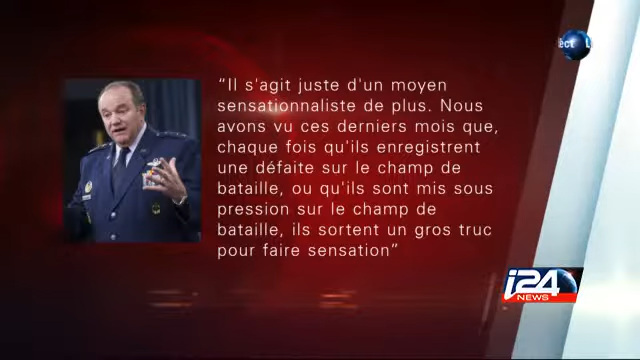 ect L
“Il s'agit juste d'un moyen
sensationnaliste de plus. Nous
avons vu ces derniers mois que,
chaque fois qu'ils enregistrent
une défaite sur le champ de
bataille, ou qu'ils sont mis sous
pression sur le champ de
bataille, ils sortent un gros truc
pour faire sensation”
i24
NEWS